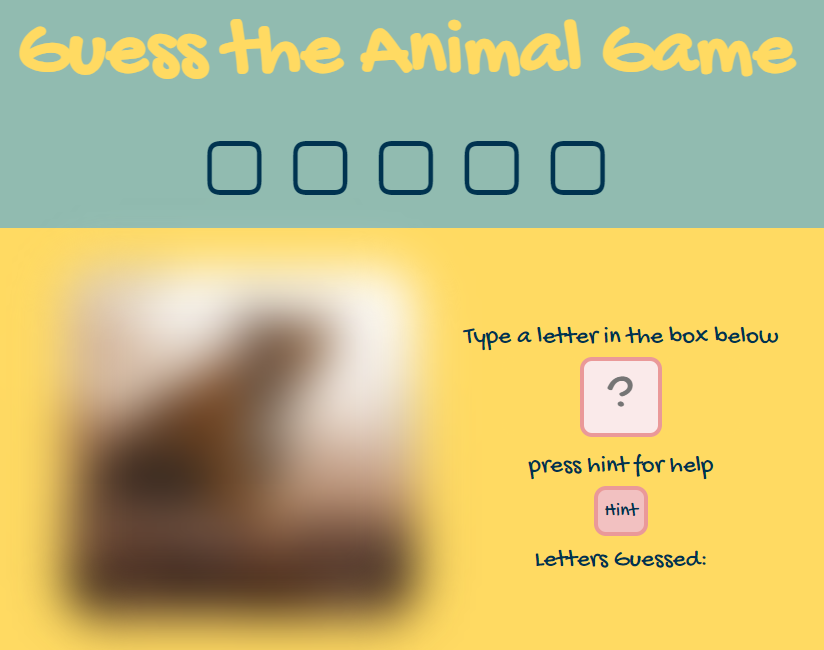 Guess the Animal Game
Type a letter in the box below
?
press hint for help
Hint
Letters Guessed: